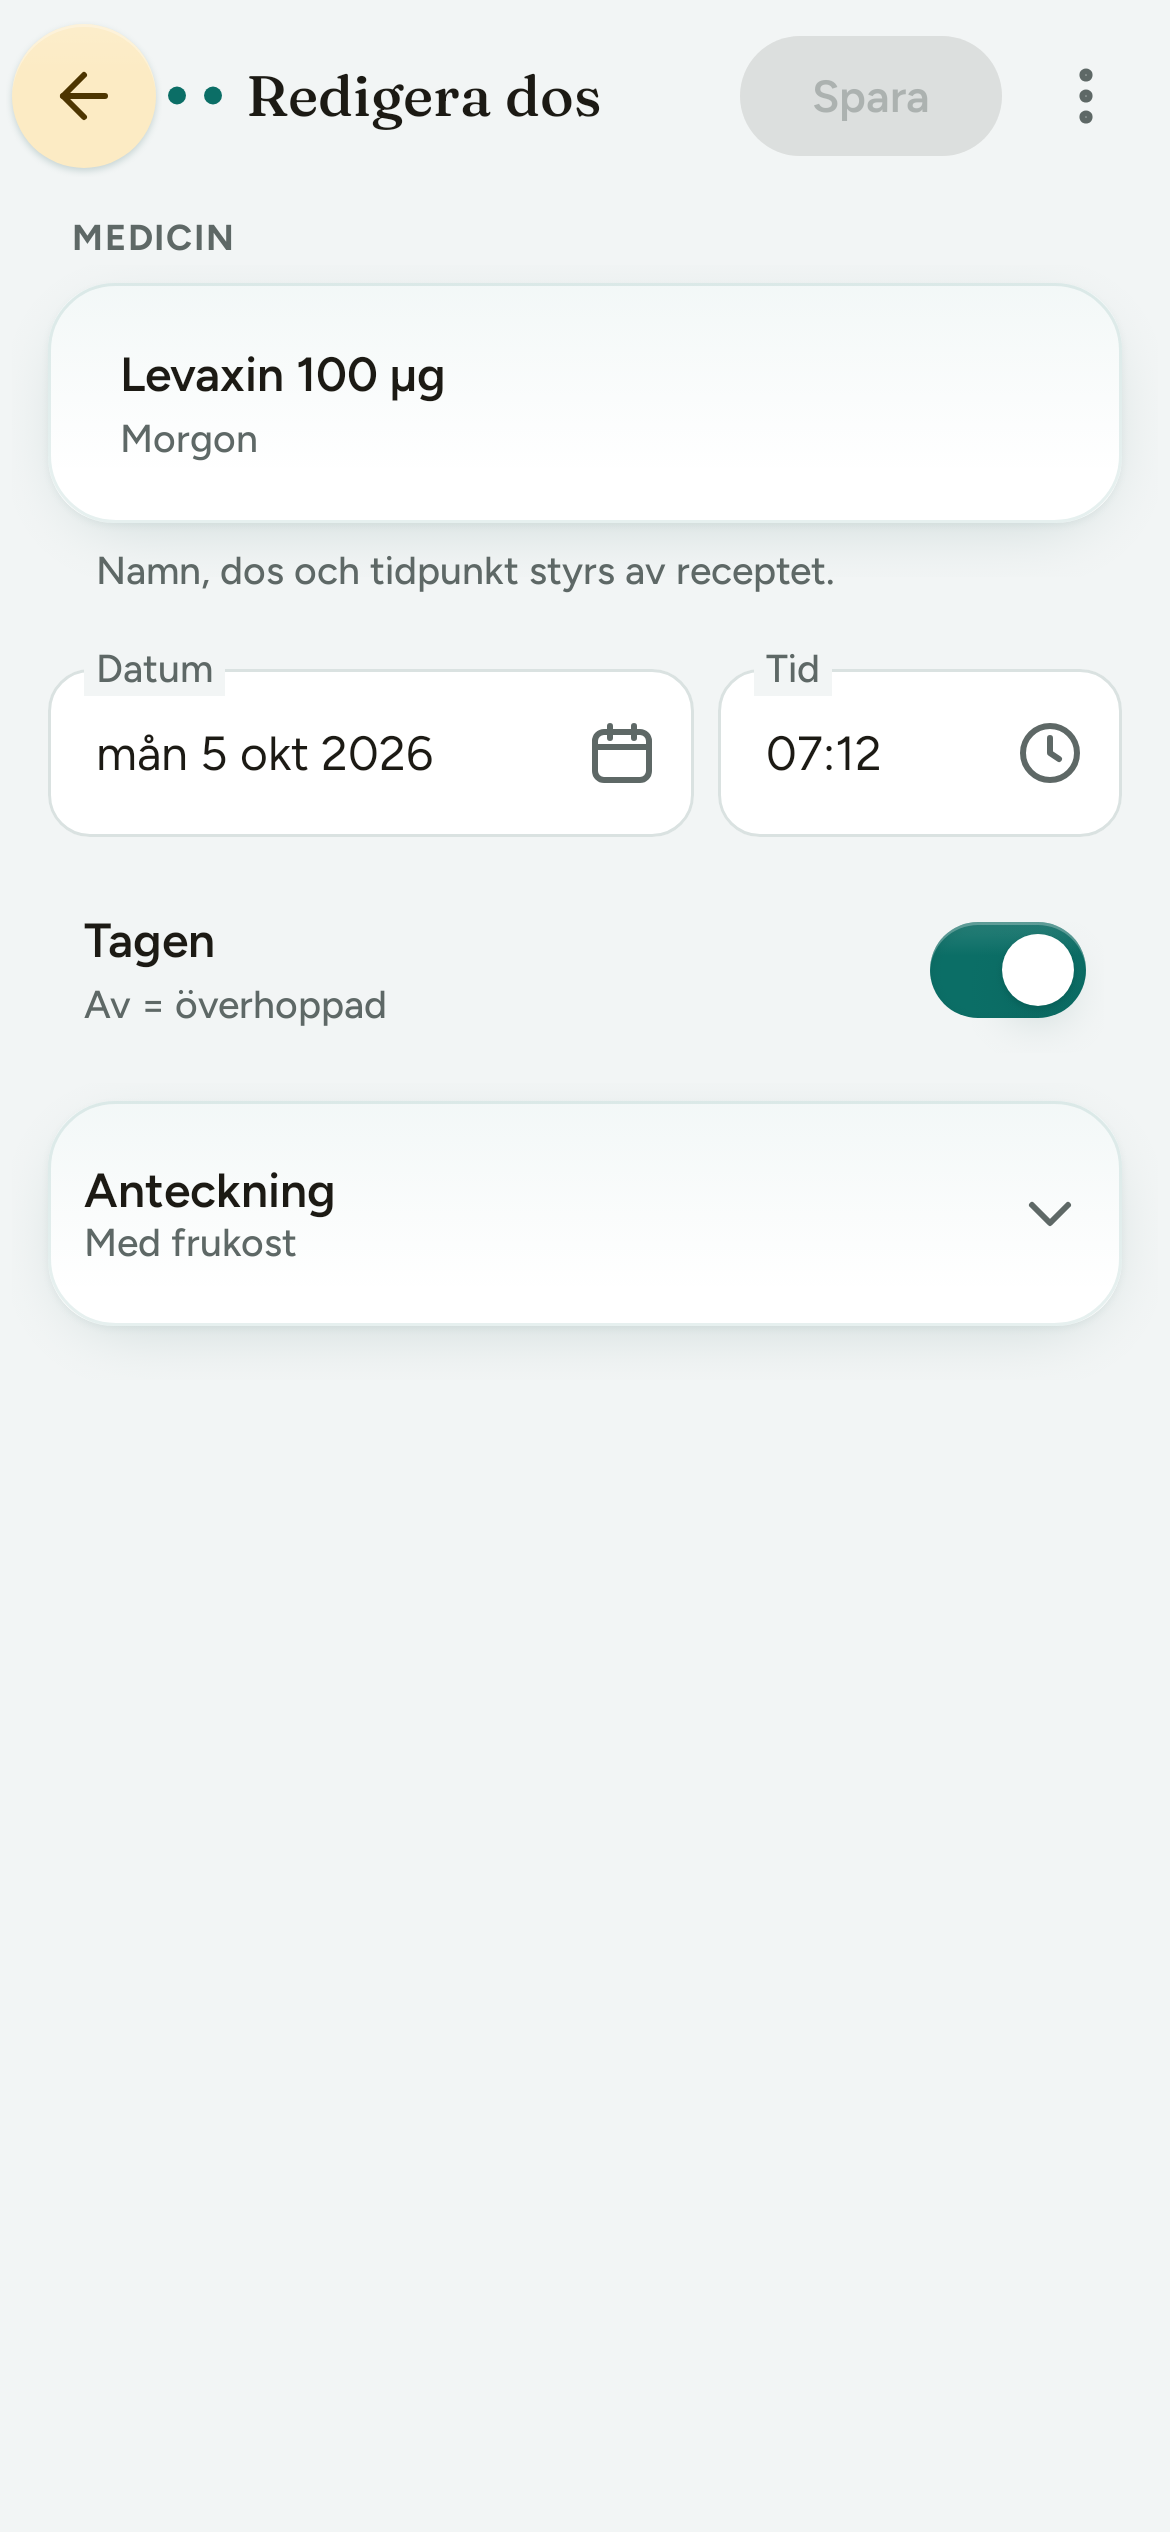 Redigera dos
Spara
MEDICIN
Levaxin 100 µg
Morgon
Namn, dos och tidpunkt styrs av receptet.
Datum
mån 5 okt 2026
Tid
07:12
Tagen
Av = överhoppad
Anteckning
Med frukost